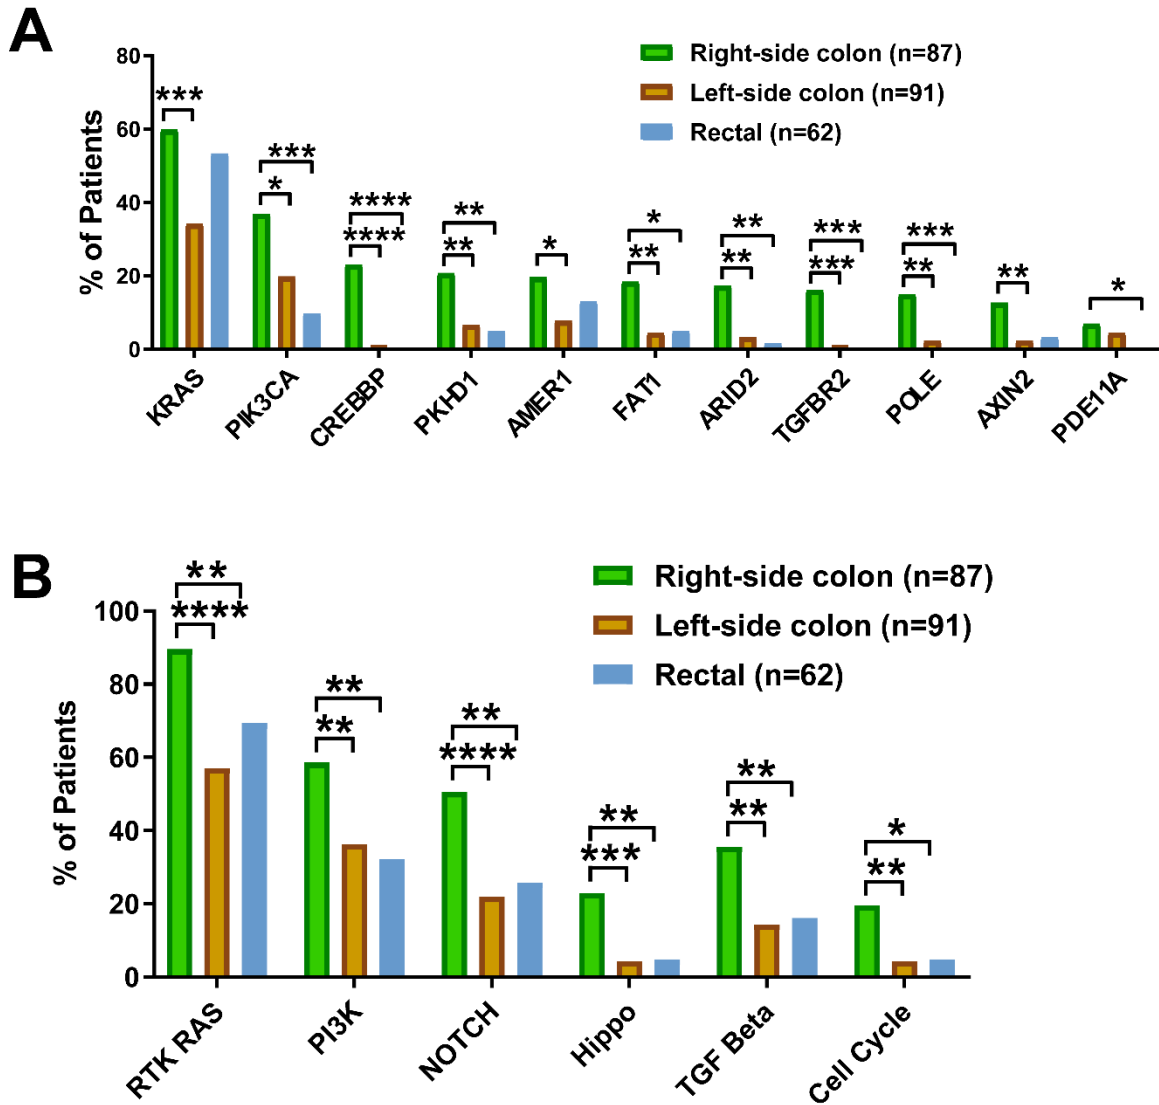 A
Right-side colon (n=87)
Left-side colon (n=91)
Rectal (n=62)
% of Patients
80
60
40
20
0
***
*** *
**** ****
** **
*
* **
** **
*** ***
*** **
**
*
KRAS
PIK3CA
CREBBP
PKHD1
AMER1
FAT1
ARID2
TGFBR2
POLE
AXIN2
PDE11A
B
Right-side colon (n=87)
Left-side colon (n=91)
Rectal (n=62)
% of Patients
100
80
60
40
20
0
** ****
** **
** ****
** ***
** **
* **
RTK RAS
PI3K
NOTCH
Hippo
TGF Beta
Cell Cycle